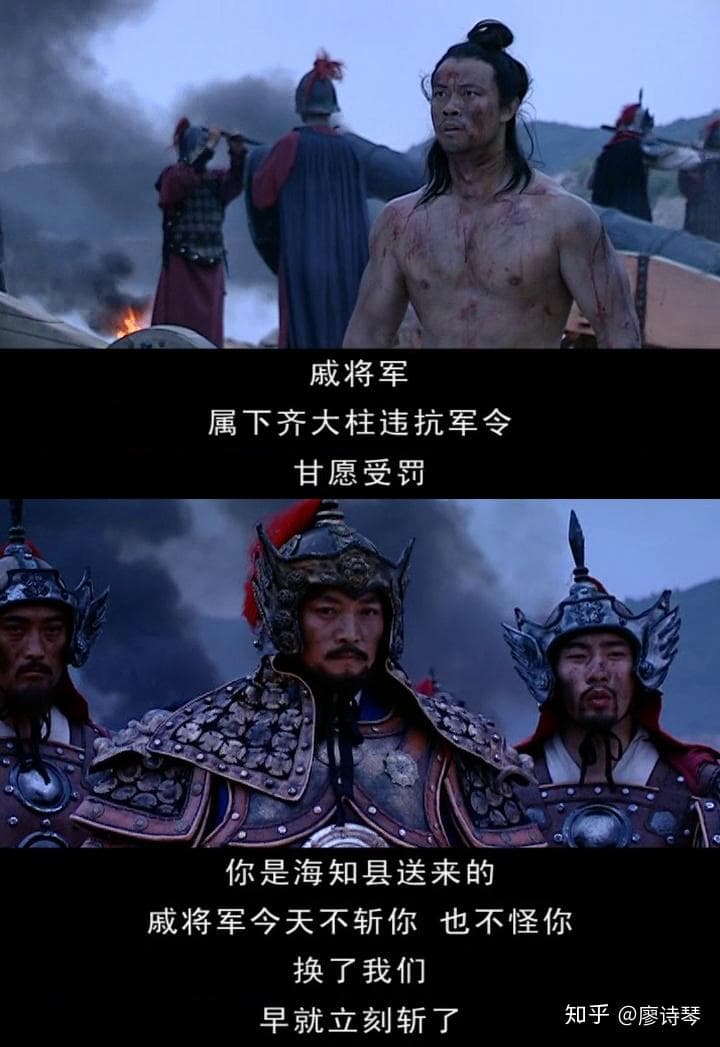 戚将军
属下齐大柱违抗军令
甘愿受罚
你是海知县送来的
戚将军今天不斩你 也不怪你
换了我们
早就立刻斩了
知乎 @廖诗琴